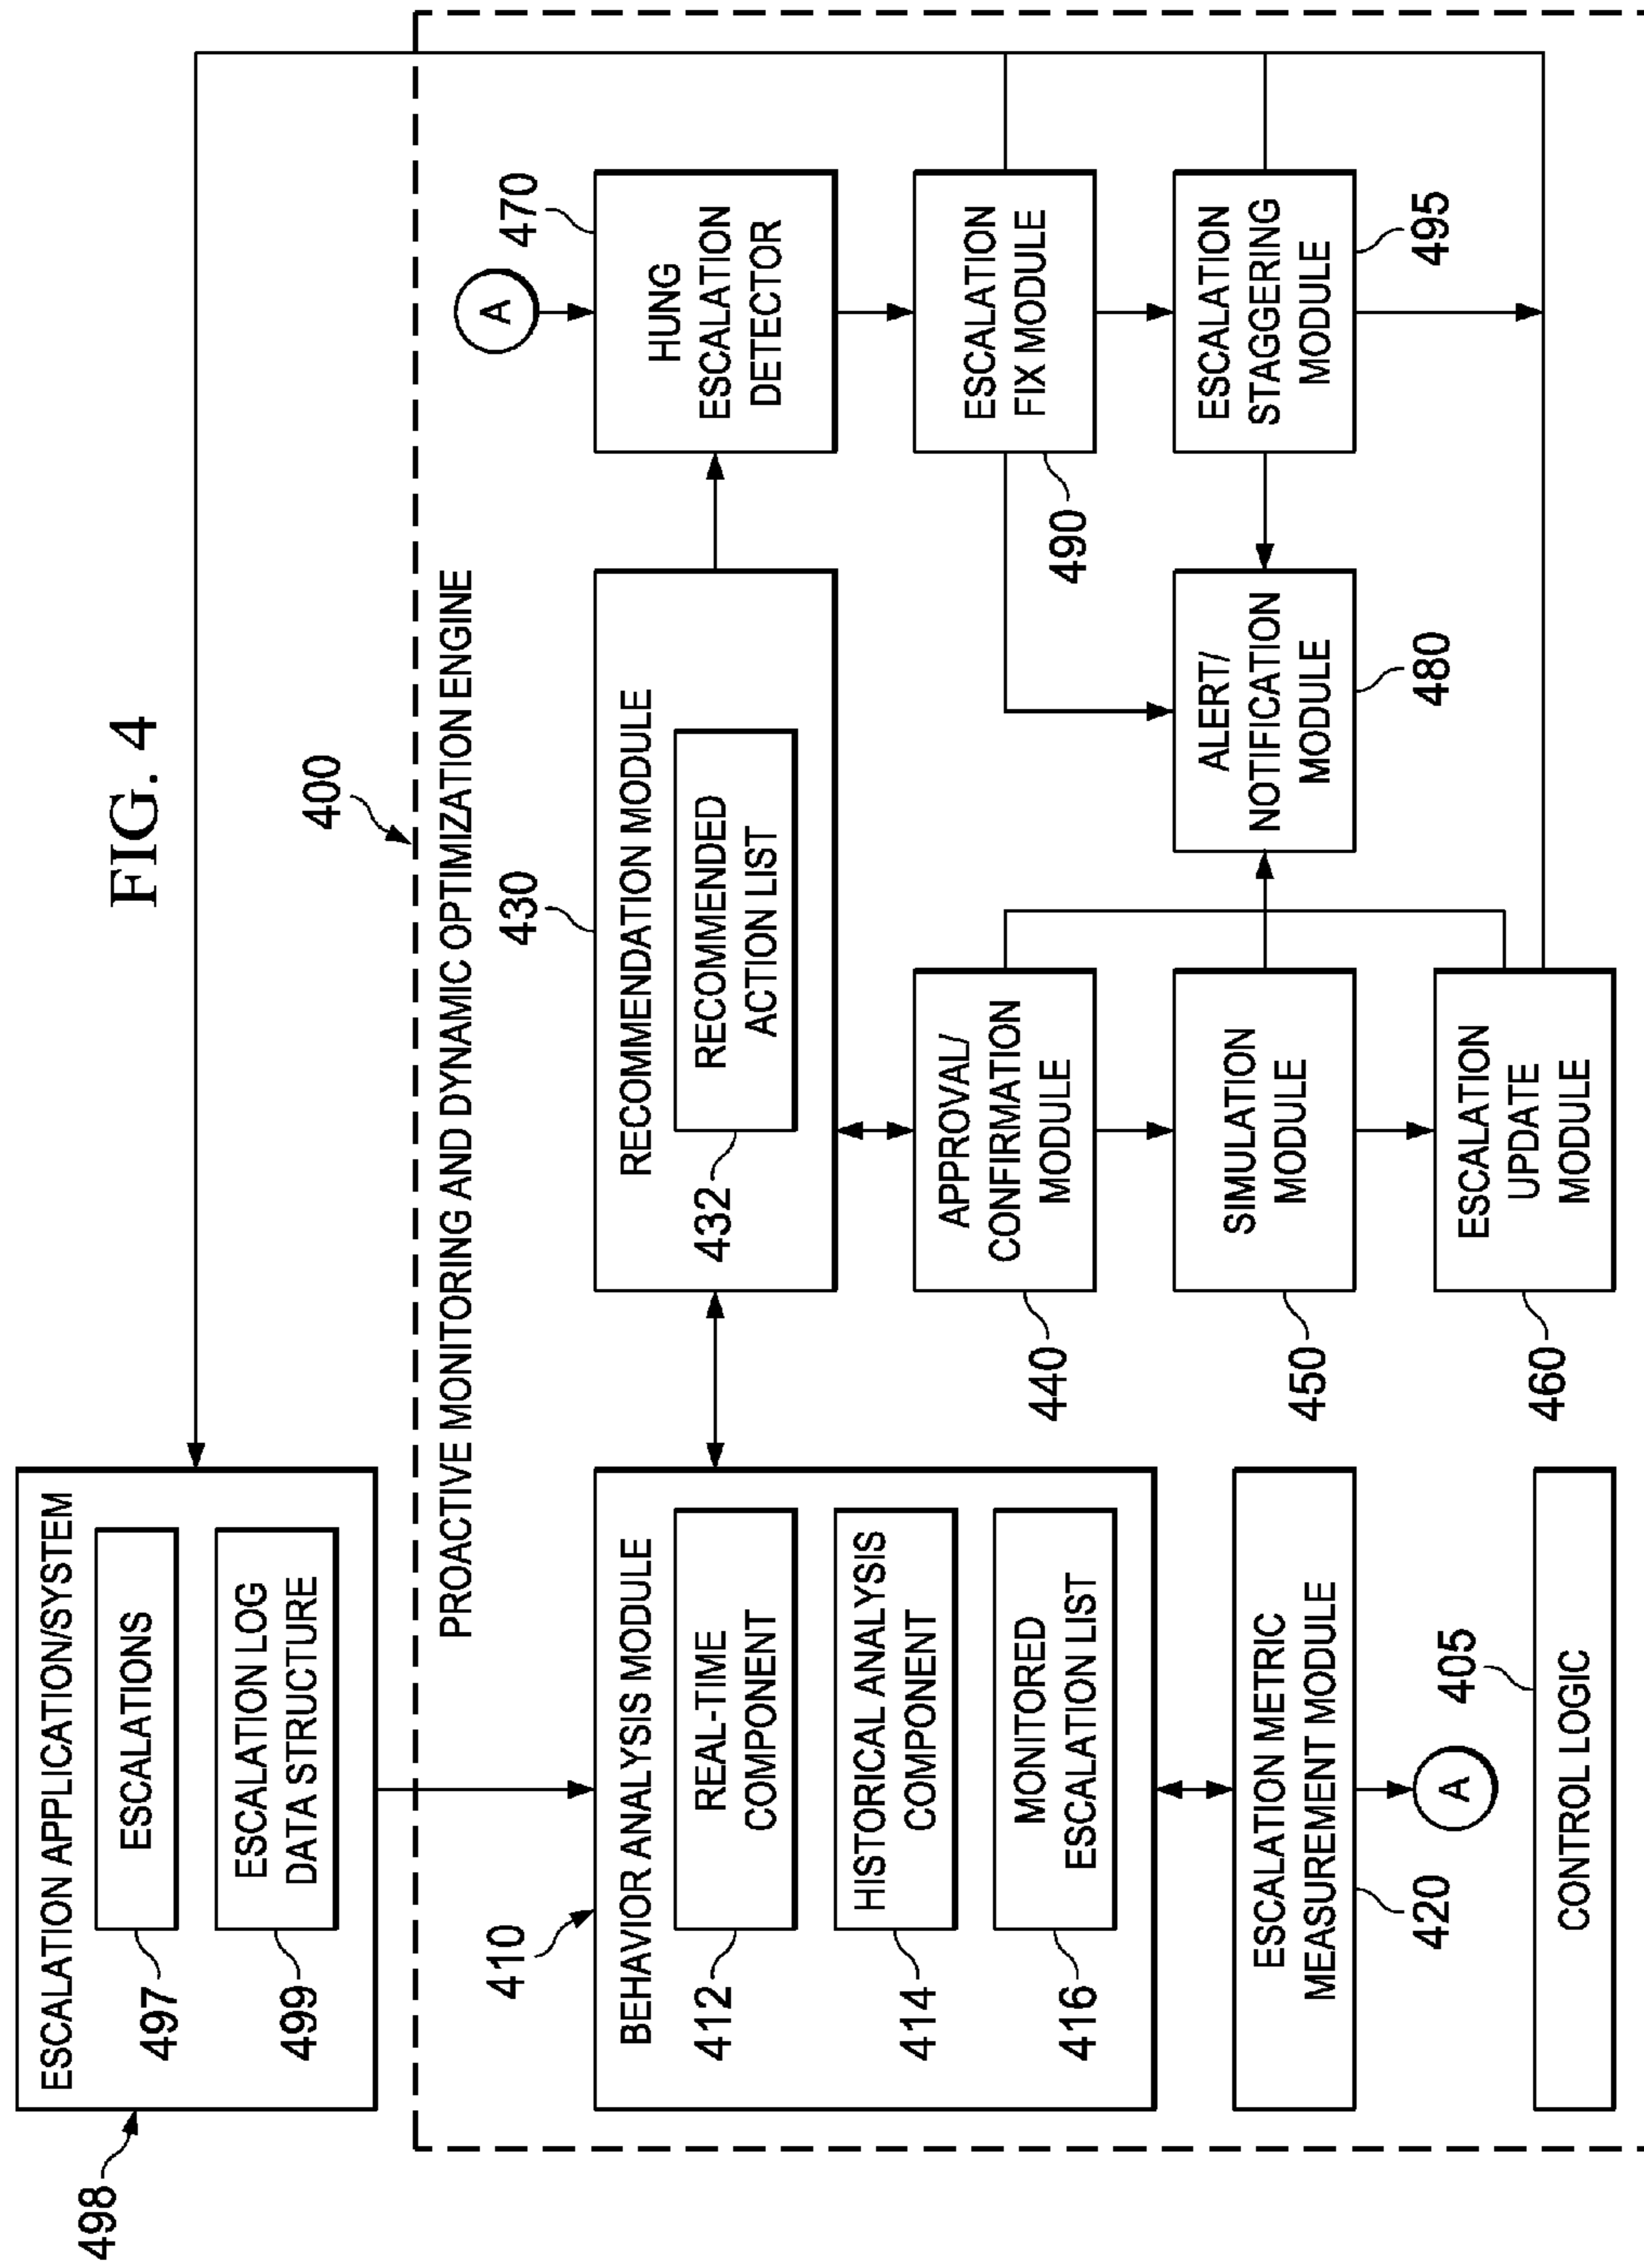 FIG. 4
498
ESCALATION APPLICATION/SYSTEM
497
ESCALATIONS
499
ESCALATION LOG
DATA STRUCTURE
400
PROACTIVE MONITORING AND DYNAMIC OPTIMIZATION ENGINE
410
BEHAVIOR ANALYSIS MODULE
412
REAL-TIME
COMPONENT
414
HISTORICAL ANALYSIS
COMPONENT
416
MONITORED
ESCALATION LIST
ESCALATION METRIC
MEASUREMENT MODULE
420
A
405
CONTROL LOGIC
430
RECOMMENDATION MODULE
432
RECOMMENDED
ACTION LIST
440
APPROVAL/
CONFIRMATION
MODULE
450
SIMULATION
MODULE
460
ESCALATION
UPDATE
MODULE
ALERT/
NOTIFICATION
MODULE
480
A
470
HUNG
ESCALATION
DETECTOR
ESCALATION
FIX MODULE
490
ESCALATION
STAGGERING
MODULE
495